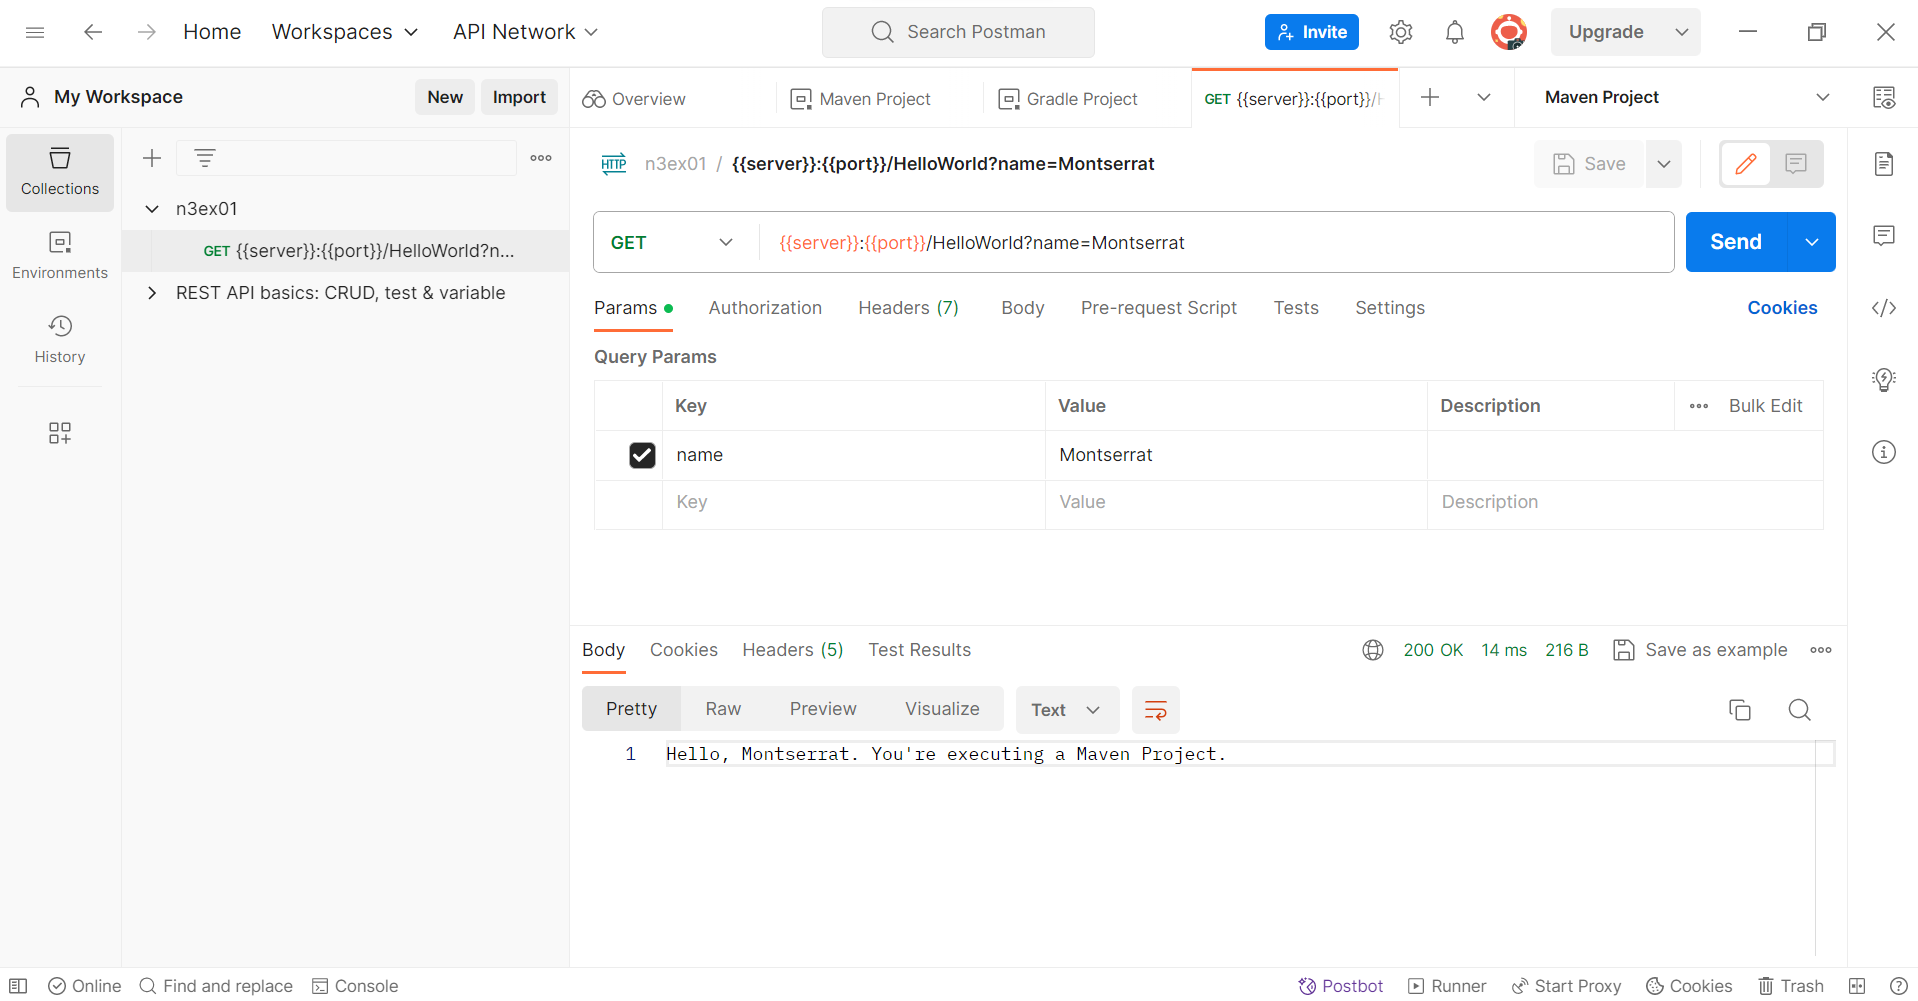 Home Workspaces API Network Search Postman Invite Upgrade
My Workspace New Import Overview Maven Project Gradle Project GET {{server}}:{{port}}/H Maven Project
Collections
Environments
History
n3ex01
GET {{server}}:{{port}}/HelloWorld?n...
REST API basics: CRUD, test & variable
HTTP n3ex01 / {{server}}:{{port}}/HelloWorld?name=Montserrat Save
GET {{server}}:{{port}}/HelloWorld?name=Montserrat Send
Params Authorization Headers (7) Body Pre-request Script Tests Settings Cookies
Query Params
Key Value Description Bulk Edit
name Montserrat
Key Value Description
Body Cookies Headers (5) Test Results 200 OK 14 ms 216 B Save as example
Pretty Raw Preview Visualize Text
1 Hello, Montserrat. You're executing a Maven Project.
Online Find and replace Console Postbot Runner Start Proxy Cookies Trash